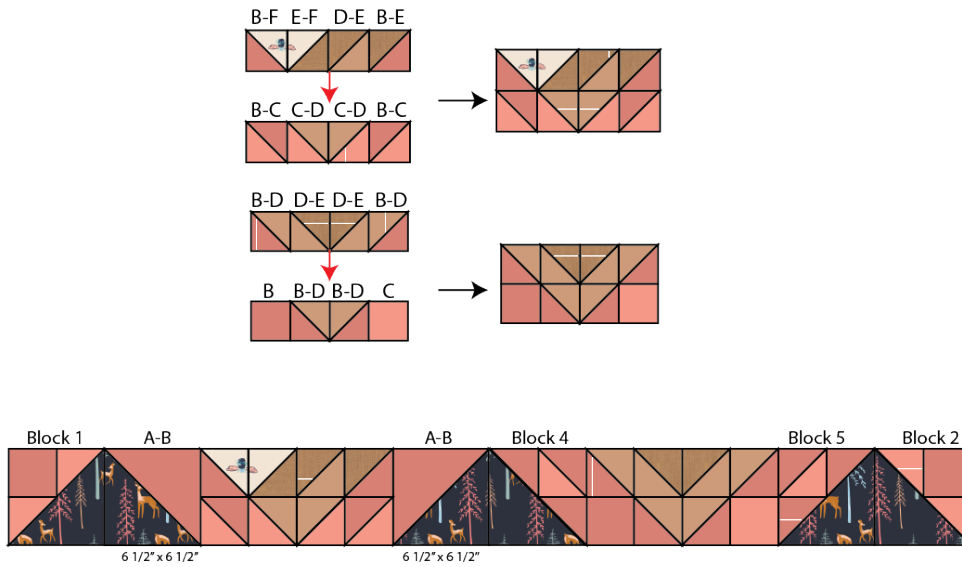 B-F E-F D-E B-E
B-C C-D C-D B-C
B-D D-E D-E B-D
B B-D B-D C
Block 1 A-B A-B Block 4 Block 5 Block 2
6 1/2” x 6 1/2” 6 1/2” x 6 1/2”